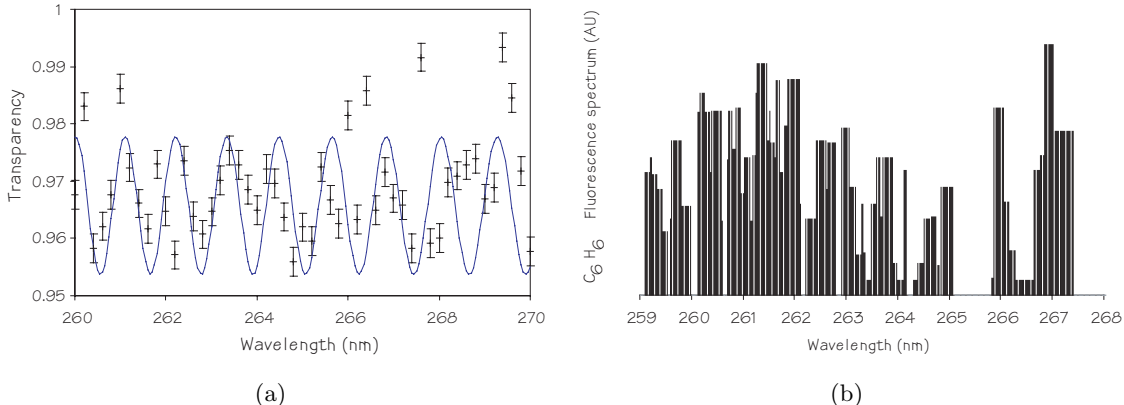 1
0.99
0.98
0.97
0.96
0.95
Transparency
260 262 264 266 268 270
Wavelength (nm)
(a)
C6H6 Fluorescence spectrum (AU)
259 260 261 262 263 264 265 266 267 268
Wavelength (nm)
(b)